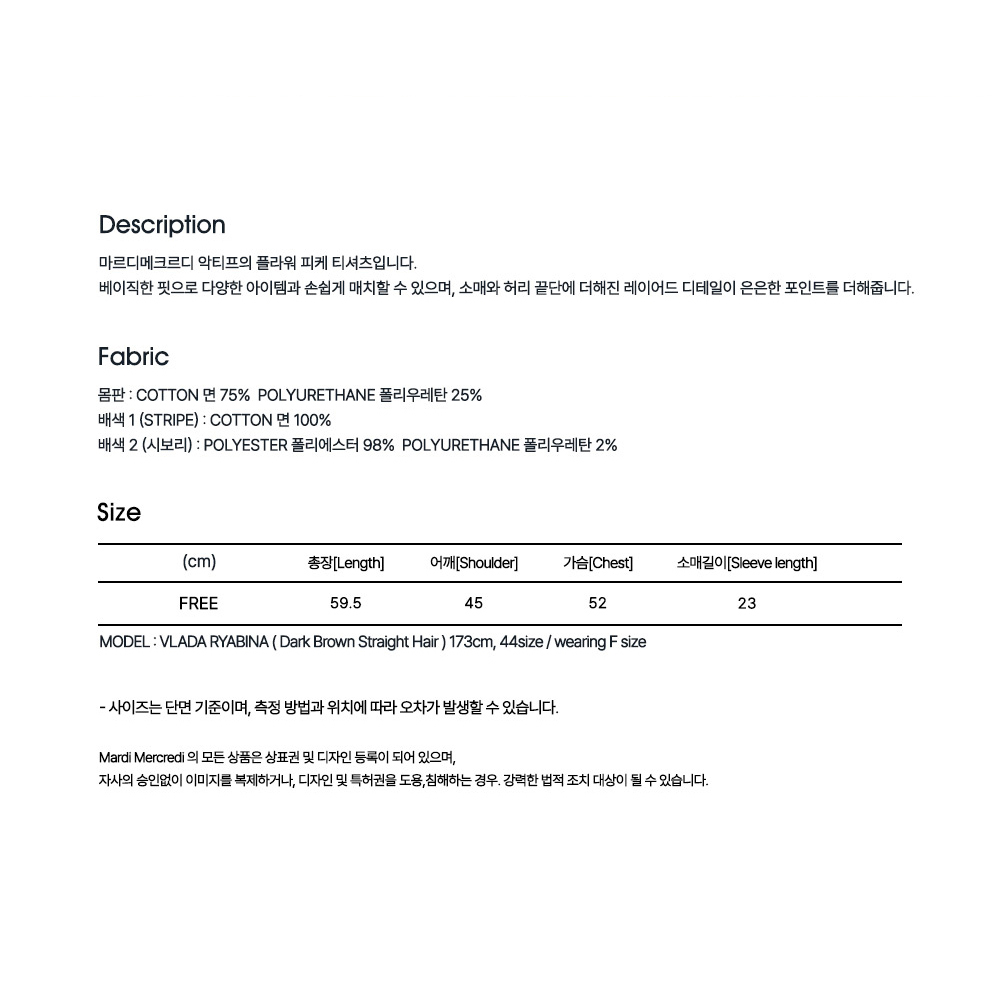 Description
마르디메크르디 악티프의 플라워 피케 티셔츠입니다.
베이직한 핏으로 다양한 아이템과 손쉽게 매치할 수 있으며, 소매와 허리 끝단에 더해진 레이어드 디테일이 은은한 포인트를 더해줍니다.
Fabric
몸판 : COTTON 면 75% POLYURETHANE 폴리우레탄 25%
배색 1 (STRIPE) : COTTON 면 100%
배색 2 (시보리) : POLYESTER 폴리에스터 98% POLYURETHANE 폴리우레탄 2%
Size
(cm) 총장[Length] 어깨[Shoulder] 가슴[Chest] 소매길이[Sleeve length]
FREE 59.5 45 52 23
MODEL : VLADA RYABINA ( Dark Brown Straight Hair ) 173cm, 44size / wearing F size
- 사이즈는 단면 기준이며, 측정 방법과 위치에 따라 오차가 발생할 수 있습니다.
Mardi Mercredi 의 모든 상품은 상표권 및 디자인 등록이 되어 있으며,
자사의 승인없이 이미지를 복제하거나, 디자인 및 특허권을 도용,침해하는 경우. 강력한 법적 조치 대상이 될 수 있습니다.